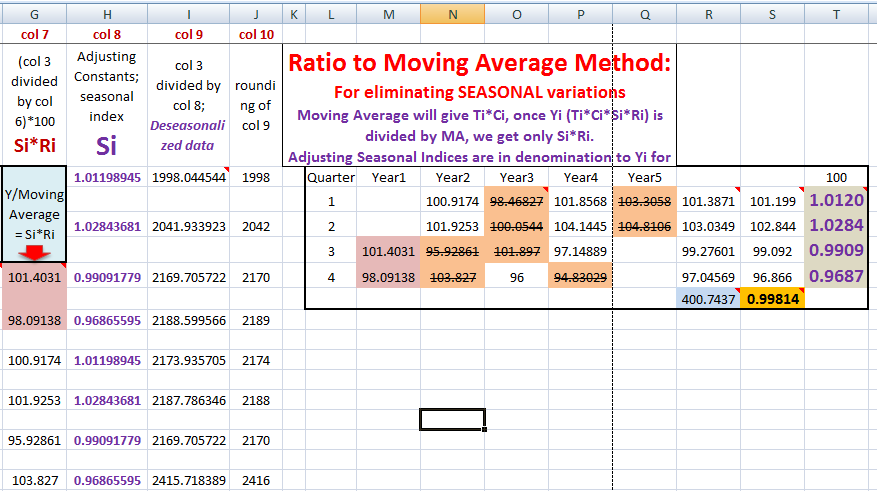 G H I J K L M N O P Q R S T
col 7 col 8 col 9 col 10
(col 3 divided by col 6)*100
Si*Ri
Adjusting Constants; seasonal index
Si
col 3 divided by col 8;
Deseasonalized data
rounding of col 9
Ratio to Moving Average Method:
For eliminating SEASONAL variations
Moving Average will give Ti*Ci, once Yi (Ti*Ci*Si*Ri) is
divided by MA, we get only Si*Ri.
Adjusting Seasonal Indices are in denomination to Yi for
Y/Moving
Average
= Si*Ri
1.01198945 1998.044544 1998
1.02843681 2041.933923 2042
101.4031 0.99091779 2169.705722 2170
98.09138 0.96865595 2188.599566 2189
100.9174 1.01198945 2173.935705 2174
101.9253 1.02843681 2187.786346 2188
95.92861 0.99091779 2169.705722 2170
103.827 0.96865595 2415.718389 2416
Quarter Year1 Year2 Year3 Year4 Year5 100
1 100.9174 98.46827 101.8568 103.3058 101.3871 101.199 1.0120
2 101.9253 100.0544 104.1445 104.8106 103.0349 102.844 1.0284
3 101.4031 95.92861 101.897 97.14889 99.27601 99.092 0.9909
4 98.09138 103.827 96 94.83029 97.04569 96.866 0.9687
400.7437 0.99814